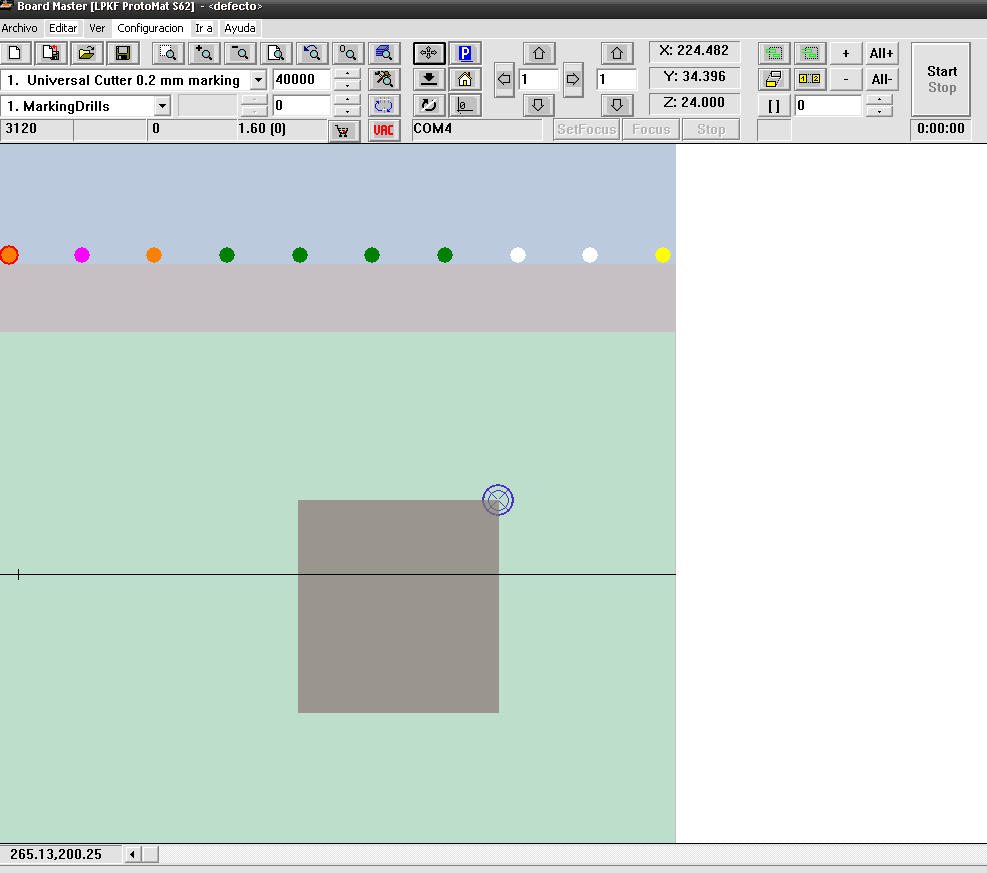 Board Master [LPKF ProtoMat S62] - <defecto>
Archivo Editar Ver Configuracion Ir a Ayuda
P X: 224.482 + All+ Start Stop
1. Universal Cutter 0.2 mm marking 40000 1 1 Y: 34.396 1 2 - All-
1. MarkingDrills 0 Z: 24.000 [ ] 0
3120 0 1.60 (0) VAC COM4 SetFocus Focus Stop 0:00:00
265.13,200.25